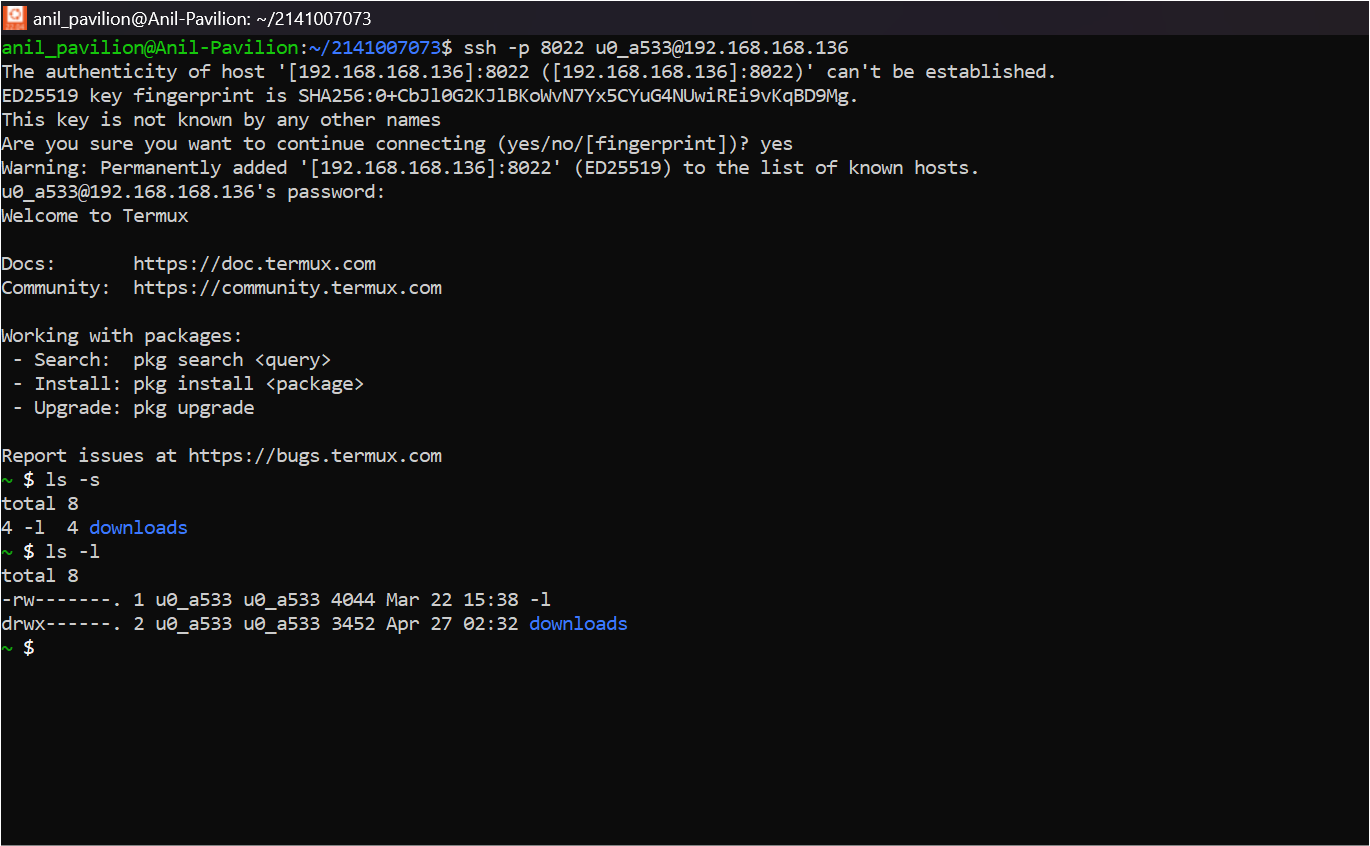 anil_pavilion@Anil-Pavilion: ~/2141007073
anil_pavilion@Anil-Pavilion:~/2141007073$ ssh -p 8022 u0_a533@192.168.168.136
The authenticity of host '[192.168.168.136]:8022 ([192.168.168.136]:8022)' can't be established.
ED25519 key fingerprint is SHA256:0+CbJl0G2KJlBKoWvN7Yx5CYuG4NUwiREi9vKqBD9Mg.
This key is not known by any other names
Are you sure you want to continue connecting (yes/no/[fingerprint])? yes
Warning: Permanently added '[192.168.168.136]:8022' (ED25519) to the list of known hosts.
u0_a533@192.168.168.136's password:
Welcome to Termux
Docs:       https://doc.termux.com
Community:  https://community.termux.com
Working with packages:
 - Search:  pkg search <query>
 - Install: pkg install <package>
 - Upgrade: pkg upgrade
Report issues at https://bugs.termux.com
~ $ ls -s
total 8
4 -l  4 downloads
~ $ ls -l
total 8
-rw-------. 1 u0_a533 u0_a533 4044 Mar 22 15:38 -l
drwx------. 2 u0_a533 u0_a533 3452 Apr 27 02:32 downloads
~ $